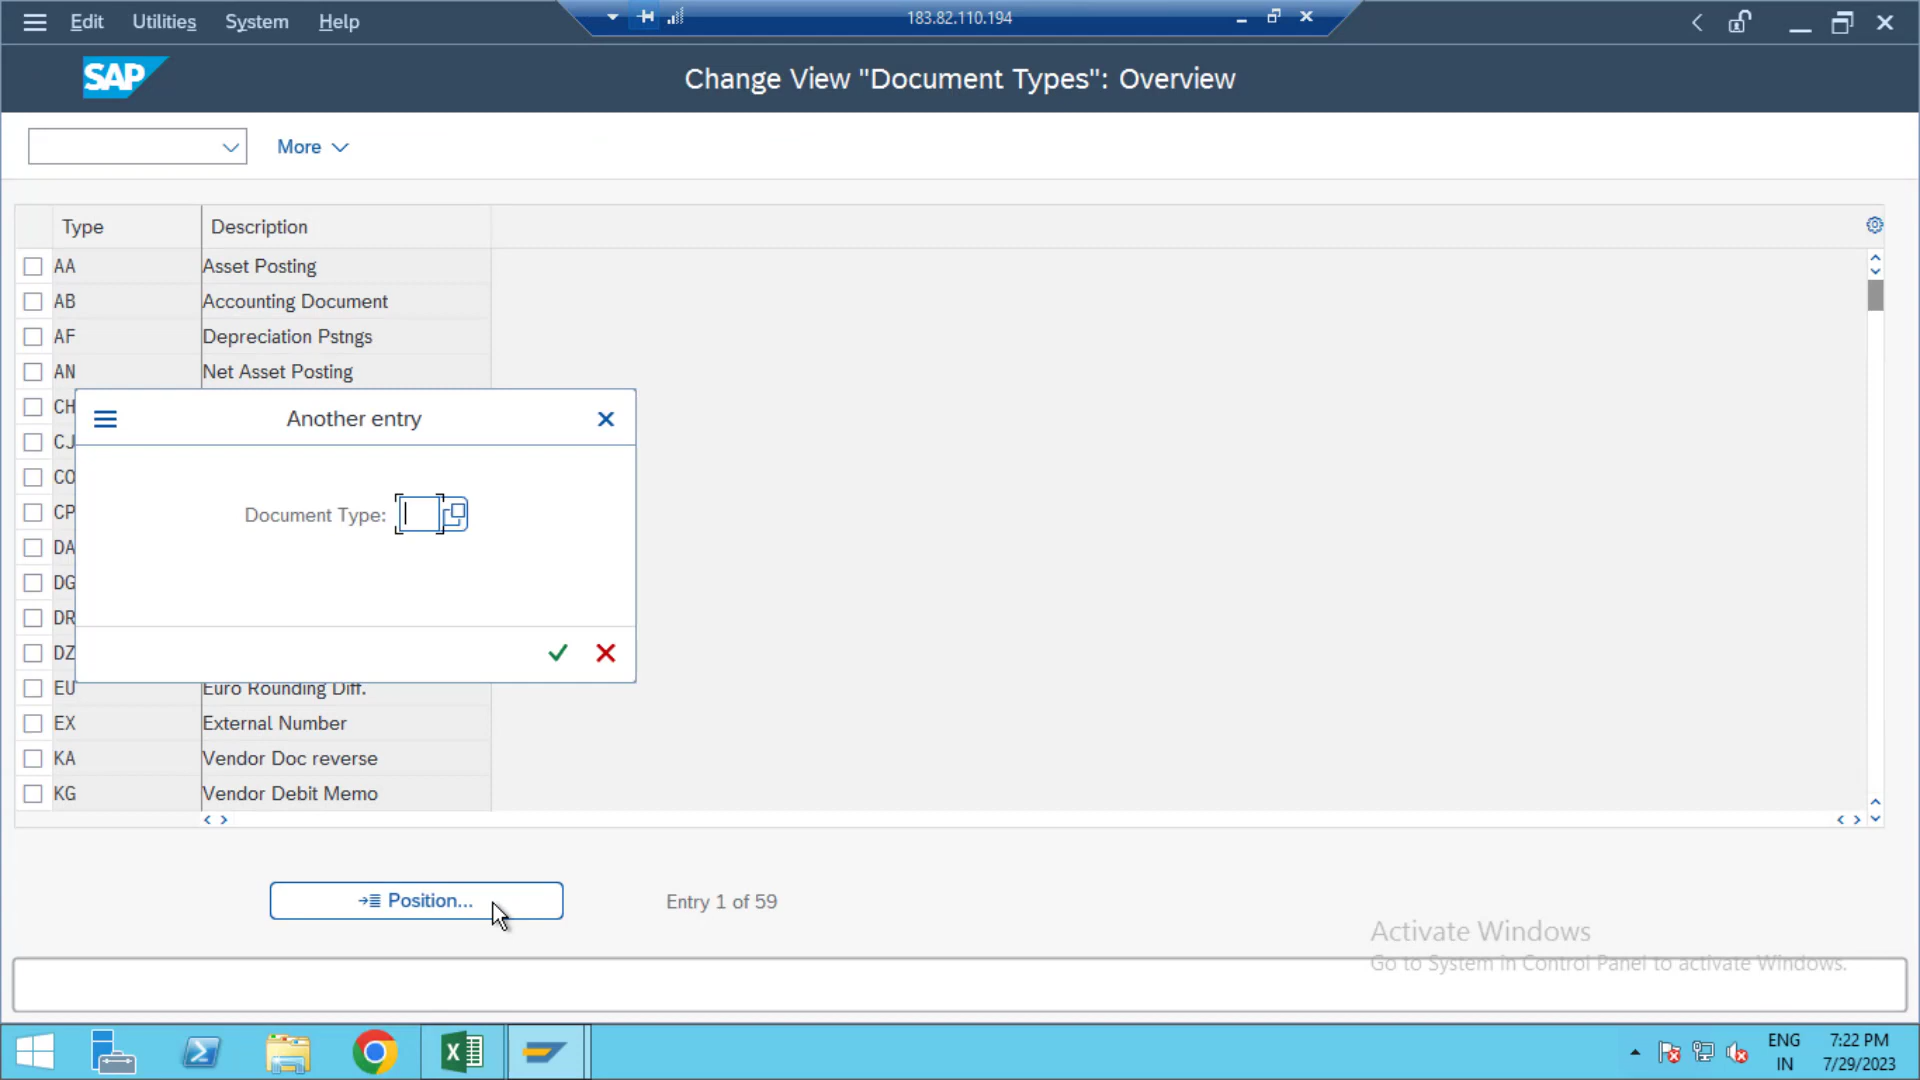 Edit Utilities System Help
183.82.110.194
SAP
Change View "Document Types": Overview
More
Type Description
AA Asset Posting
AB Accounting Document
AF Depreciation Pstngs
AN Net Asset Posting
CH
CJ
CO
CP
DA
DG
DR
DZ
Another entry
Document Type:
EU Euro Rounding Diff.
EX External Number
KA Vendor Doc reverse
KG Vendor Debit Memo
Position...
Entry 1 of 59
Activate Windows
Go to System in Control Panel to activate Windows.
ENG 7:22 PM
IN 7/29/2023